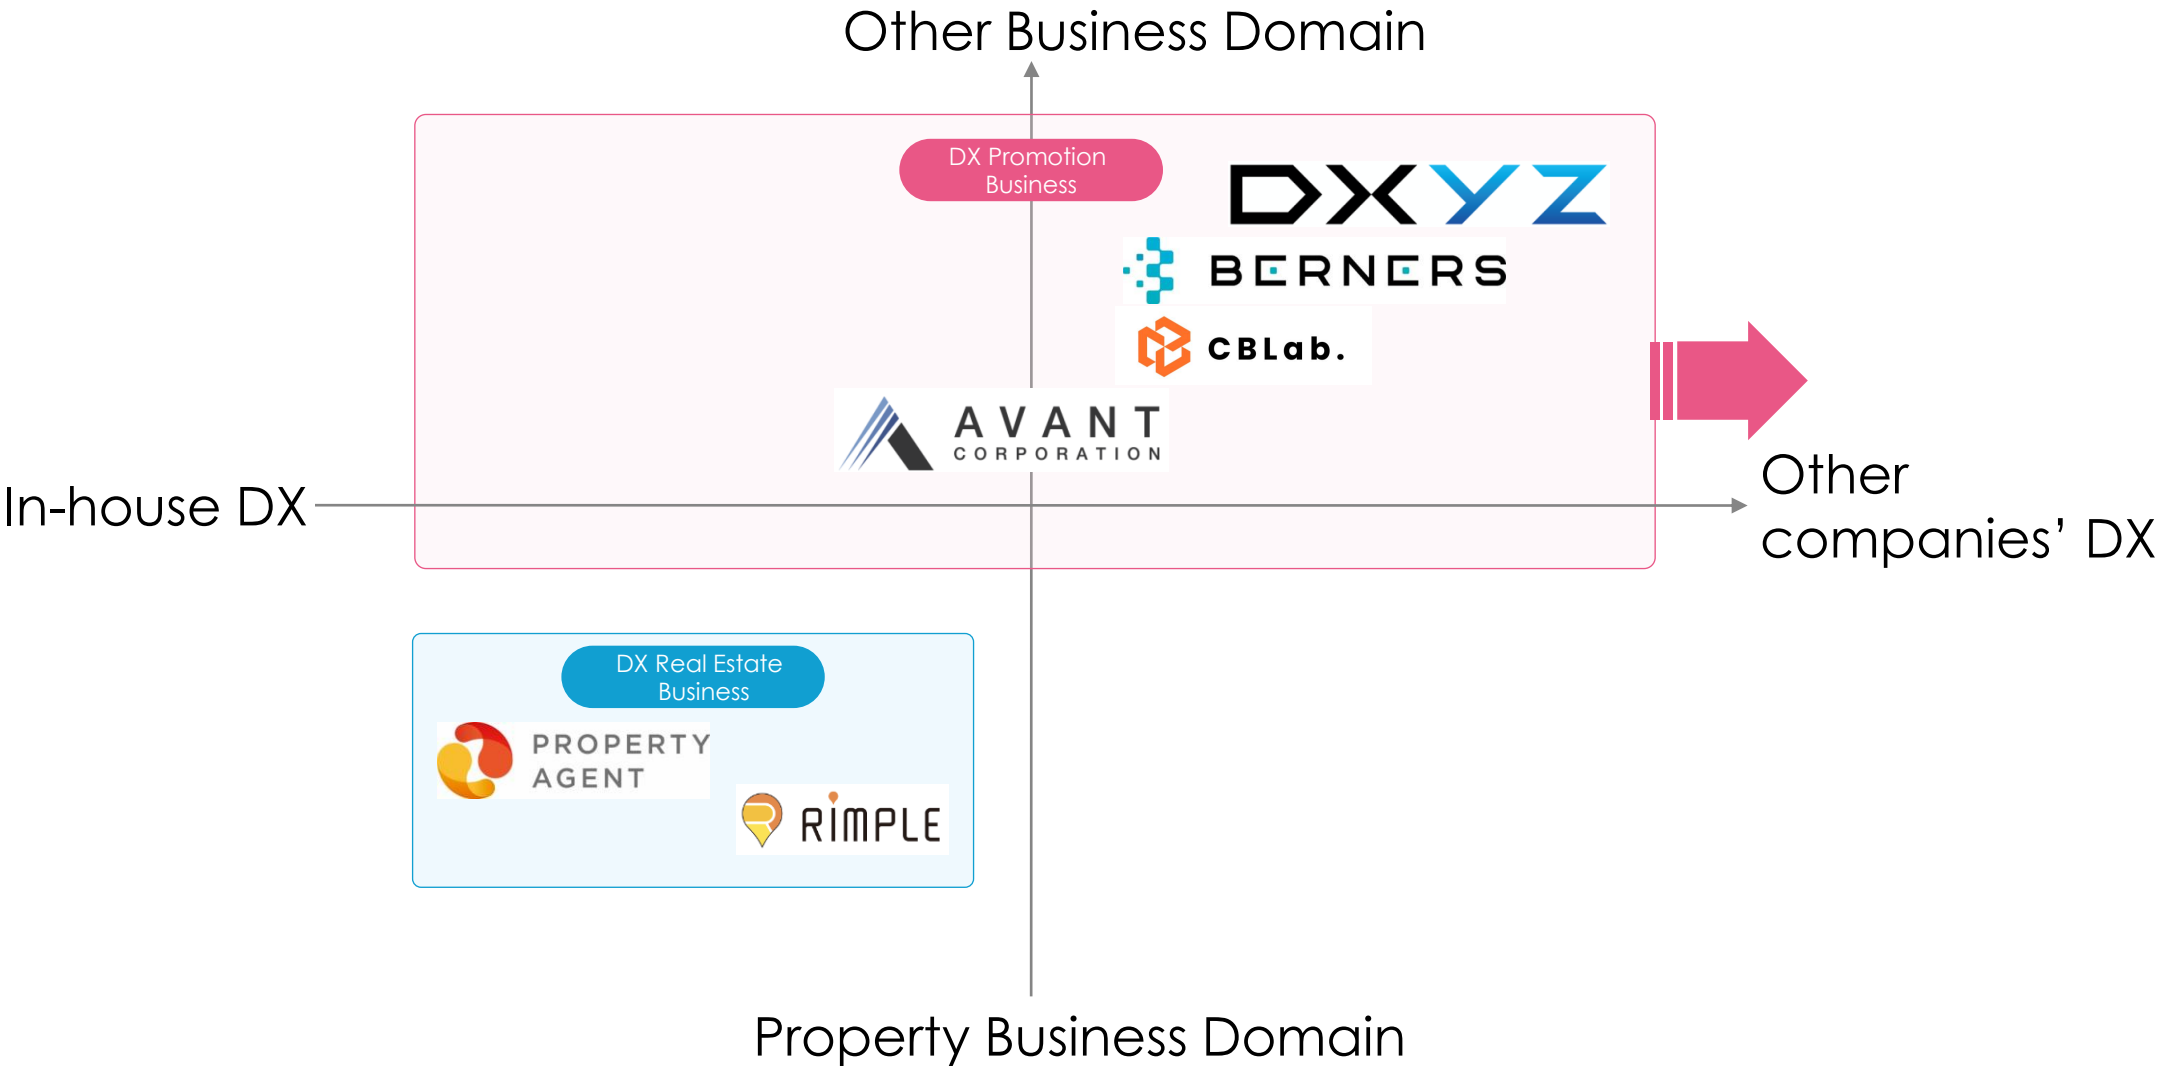 Other Business Domain
DX Promotion
Business
DXYZ
BERNERS
CBLab.
AVANT
CORPORATION
In-house DX
Other
companies’ DX
DX Real Estate
Business
PROPERTY
AGENT
RIMPLE
Property Business Domain